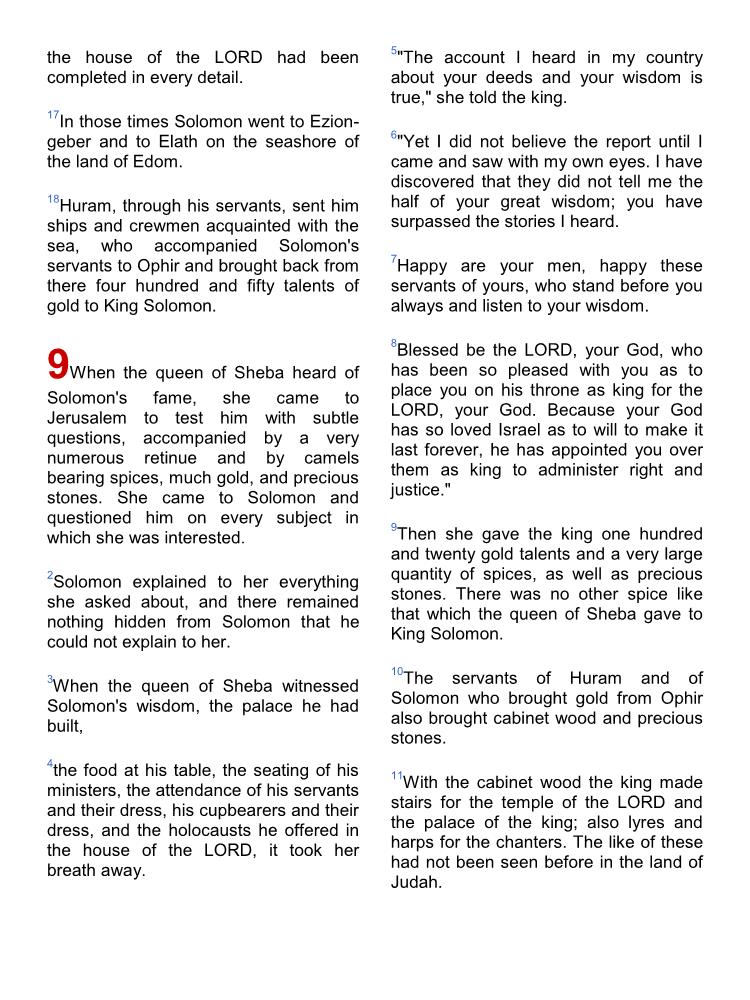 the house of the LORD had been
completed in every detail.
17In those times Solomon went to Ezion-
geber and to Elath on the seashore of
the land of Edom.
18Huram, through his servants, sent him
ships and crewmen acquainted with the
sea, who accompanied Solomon's
servants to Ophir and brought back from
there four hundred and fifty talents of
gold to King Solomon.
9When the queen of Sheba heard of
Solomon's fame, she came to
Jerusalem to test him with subtle
questions, accompanied by a very
numerous retinue and by camels
bearing spices, much gold, and precious
stones. She came to Solomon and
questioned him on every subject in
which she was interested.
2Solomon explained to her everything
she asked about, and there remained
nothing hidden from Solomon that he
could not explain to her.
3When the queen of Sheba witnessed
Solomon's wisdom, the palace he had
built,
4the food at his table, the seating of his
ministers, the attendance of his servants
and their dress, his cupbearers and their
dress, and the holocausts he offered in
the house of the LORD, it took her
breath away.
5"The account I heard in my country
about your deeds and your wisdom is
true," she told the king.
6"Yet I did not believe the report until I
came and saw with my own eyes. I have
discovered that they did not tell me the
half of your great wisdom; you have
surpassed the stories I heard.
7Happy are your men, happy these
servants of yours, who stand before you
always and listen to your wisdom.
8Blessed be the LORD, your God, who
has been so pleased with you as to
place you on his throne as king for the
LORD, your God. Because your God
has so loved Israel as to will to make it
last forever, he has appointed you over
them as king to administer right and
justice."
9Then she gave the king one hundred
and twenty gold talents and a very large
quantity of spices, as well as precious
stones. There was no other spice like
that which the queen of Sheba gave to
King Solomon.
10The servants of Huram and of
Solomon who brought gold from Ophir
also brought cabinet wood and precious
stones.
11With the cabinet wood the king made
stairs for the temple of the LORD and
the palace of the king; also lyres and
harps for the chanters. The like of these
had not been seen before in the land of
Judah.